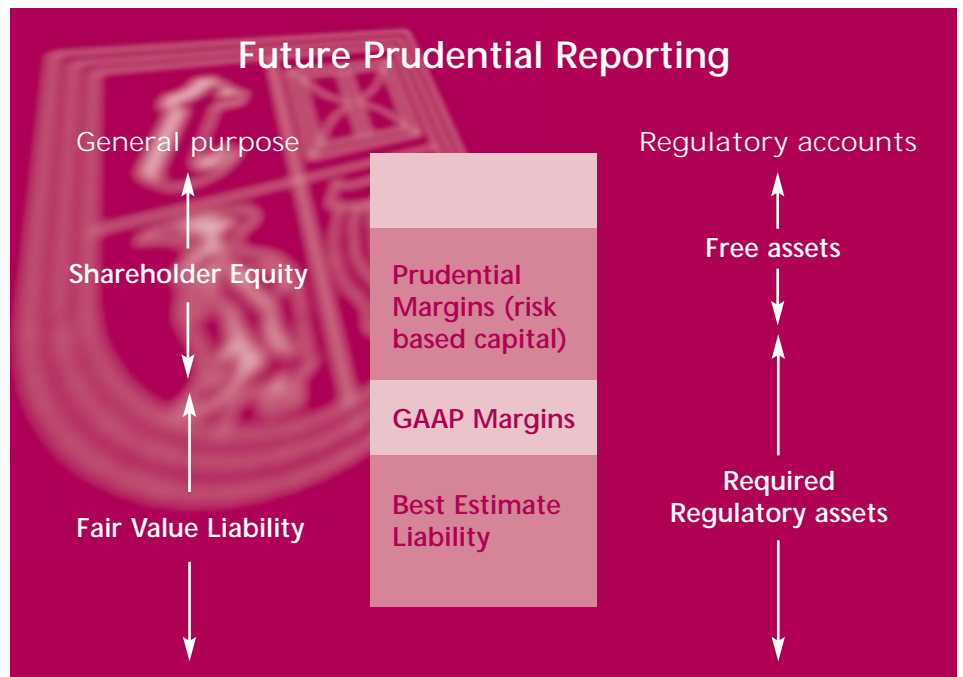 Future Prudential Reporting
General purpose
Regulatory accounts
Shareholder Equity
Fair Value Liability
Prudential
Margins (risk
based capital)
GAAP Margins
Best Estimate
Liability
Free assets
Required
Regulatory assets